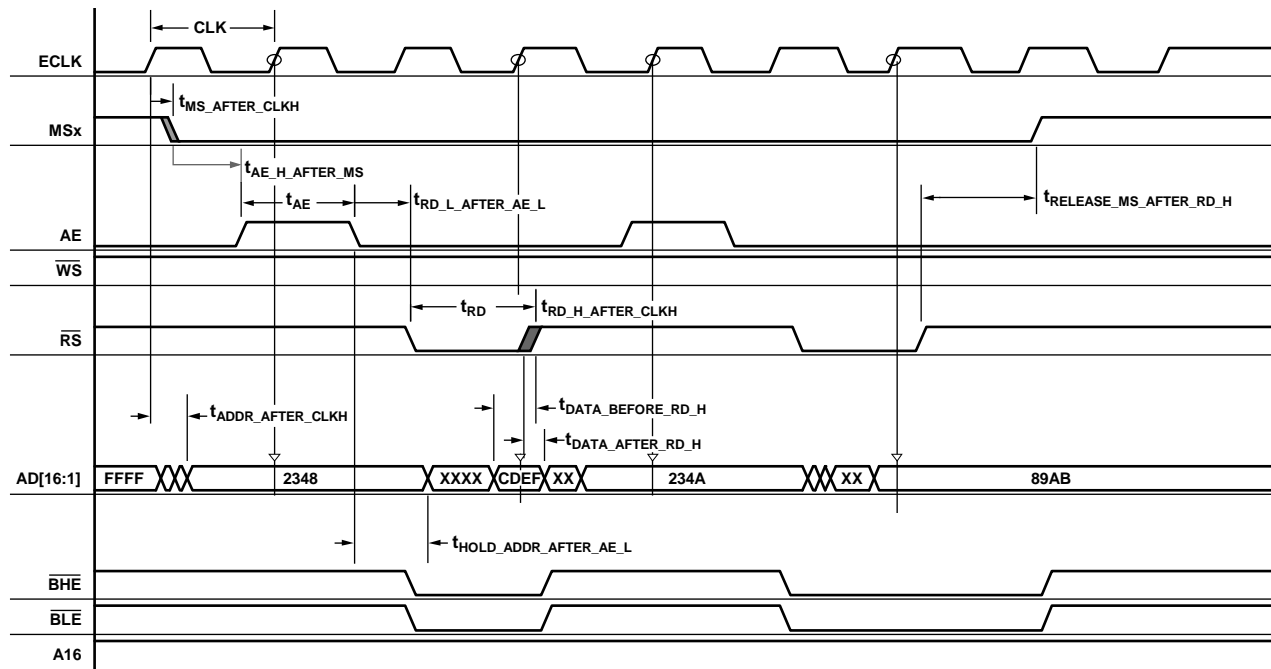 CLK
ECLK
tMS_AFTER_CLKH
MSx
tAE_H_AFTER_MS
tAE
tRD_L_AFTER_AE_L
tRELEASE_MS_AFTER_RD_H
AE
WS
tRD
tRD_H_AFTER_CLKH
RS
tADDR_AFTER_CLKH
tDATA_BEFORE_RD_H
tDATA_AFTER_RD_H
AD[16:1] FFFF 2348 XXXX CDEF XX 234A XX 89AB
tHOLD_ADDR_AFTER_AE_L
BHE
BLE
A16